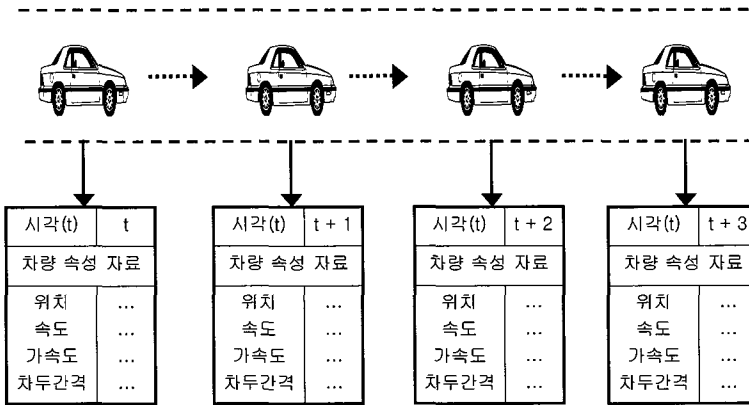 시각(t) t
차량 속성 자료
위치 ...
속도 ...
가속도 ...
차두간격 ...
시각(t) t + 1
차량 속성 자료
위치 ...
속도 ...
가속도 ...
차두간격 ...
시각(t) t + 2
차량 속성 자료
위치 ...
속도 ...
가속도 ...
차두간격 ...
시각(t) t + 3
차량 속성 자료
위치 ...
속도 ...
가속도 ...
차두간격 ...